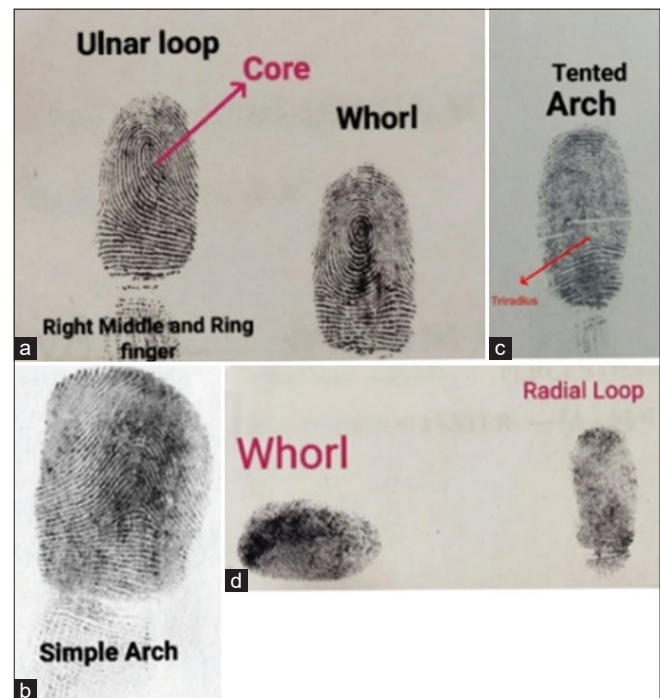 Ulnar loop
Core
Whorl
Right Middle and Ring
finger
a
Tented
Arch
Triradius
c
Simple Arch
b
Radial Loop
Whorl
d